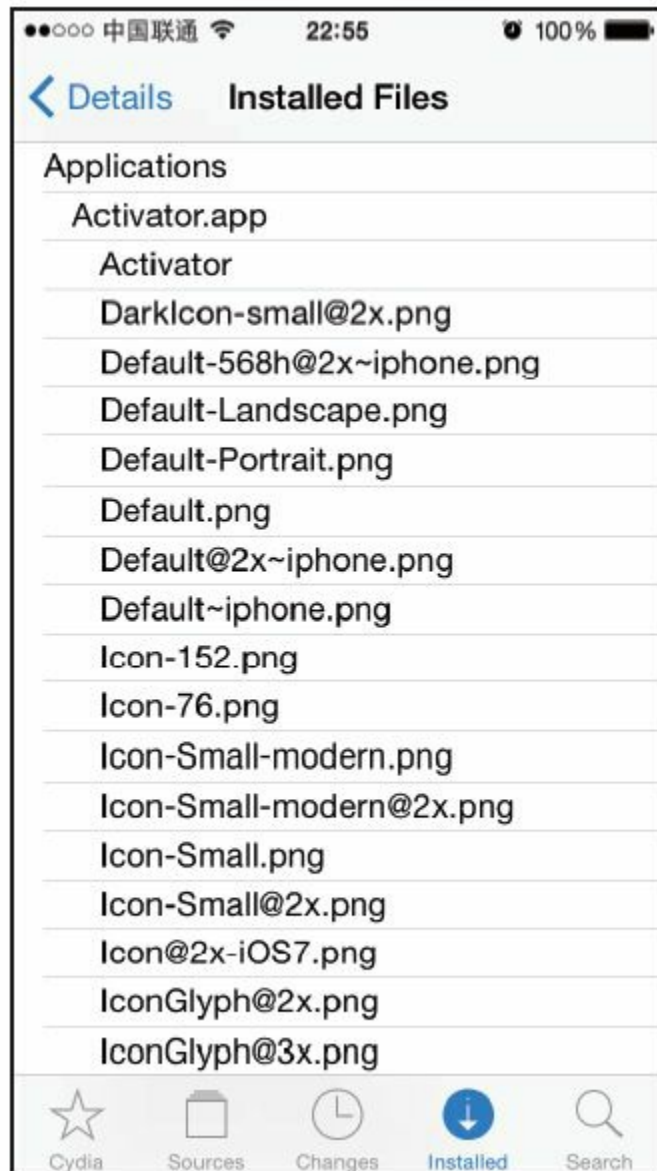 中国联通 22:55 100%
Details Installed Files
Applications
Activator.app
Activator
DarkIcon-small@2x.png
Default-568h@2x~iphone.png
Default-Landscape.png
Default-Portrait.png
Default.png
Default@2x~iphone.png
Default~iphone.png
Icon-152.png
Icon-76.png
Icon-Small-modern.png
Icon-Small-modern@2x.png
Icon-Small.png
Icon-Small@2x.png
Icon@2x-iOS7.png
IconGlyph@2x.png
IconGlyph@3x.png
Cydia Sources Changes Installed Search